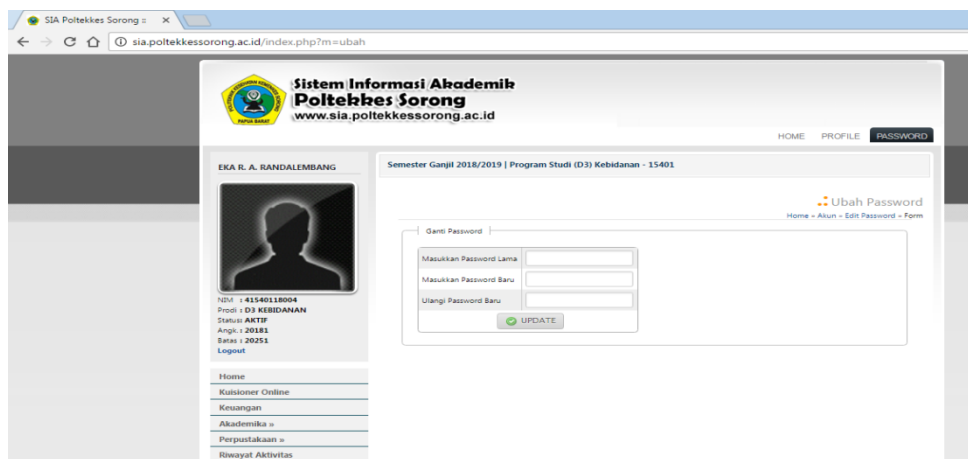 SIA Poltekkes Sorong ::
sia.poltekkessorong.ac.id/index.php?m=ubah
Sistem Informasi Akademik
Poltekkes Sorong
www.sia.poltekkessorong.ac.id
HOME PROFILE PASSWORD
EKA R. A. RANDALEMBANG
Semester Ganjil 2018/2019 | Program Studi (D3) Kebidanan - 15401
Ubah Password
Home » Akun » Edit Password » Form
Ganti Password
Masukkan Password Lama
Masukkan Password Baru
Ulangi Password Baru
UPDATE
NIM : 41540118004
Prodi : D3 KEBIDANAN
Status: AKTIF
Angk. : 20181
Batas : 20251
Logout
Home
Kuisioner Online
Keuangan
Akademika »
Perpustakaan »
Riwayat Aktivitas